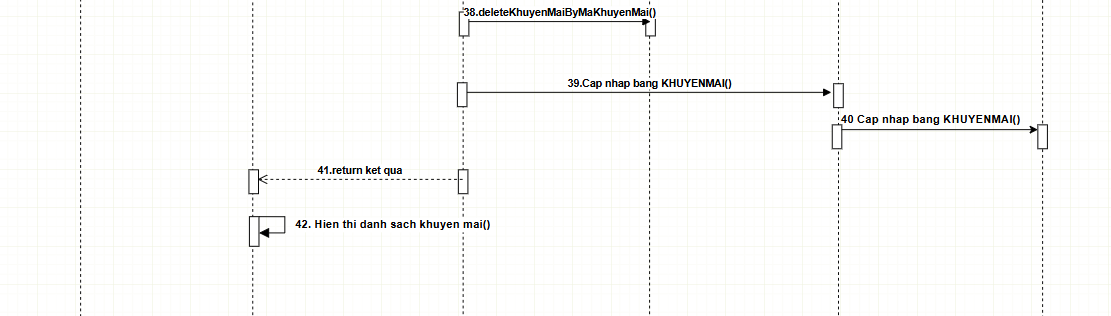 38.deleteKhuyenMaiByMaKhuyenMai()
39.Cap nhap bang KHUYENMAI()
40 Cap nhap bang KHUYENMAI()
41.return ket qua
42. Hien thi danh sach khuyen mai()